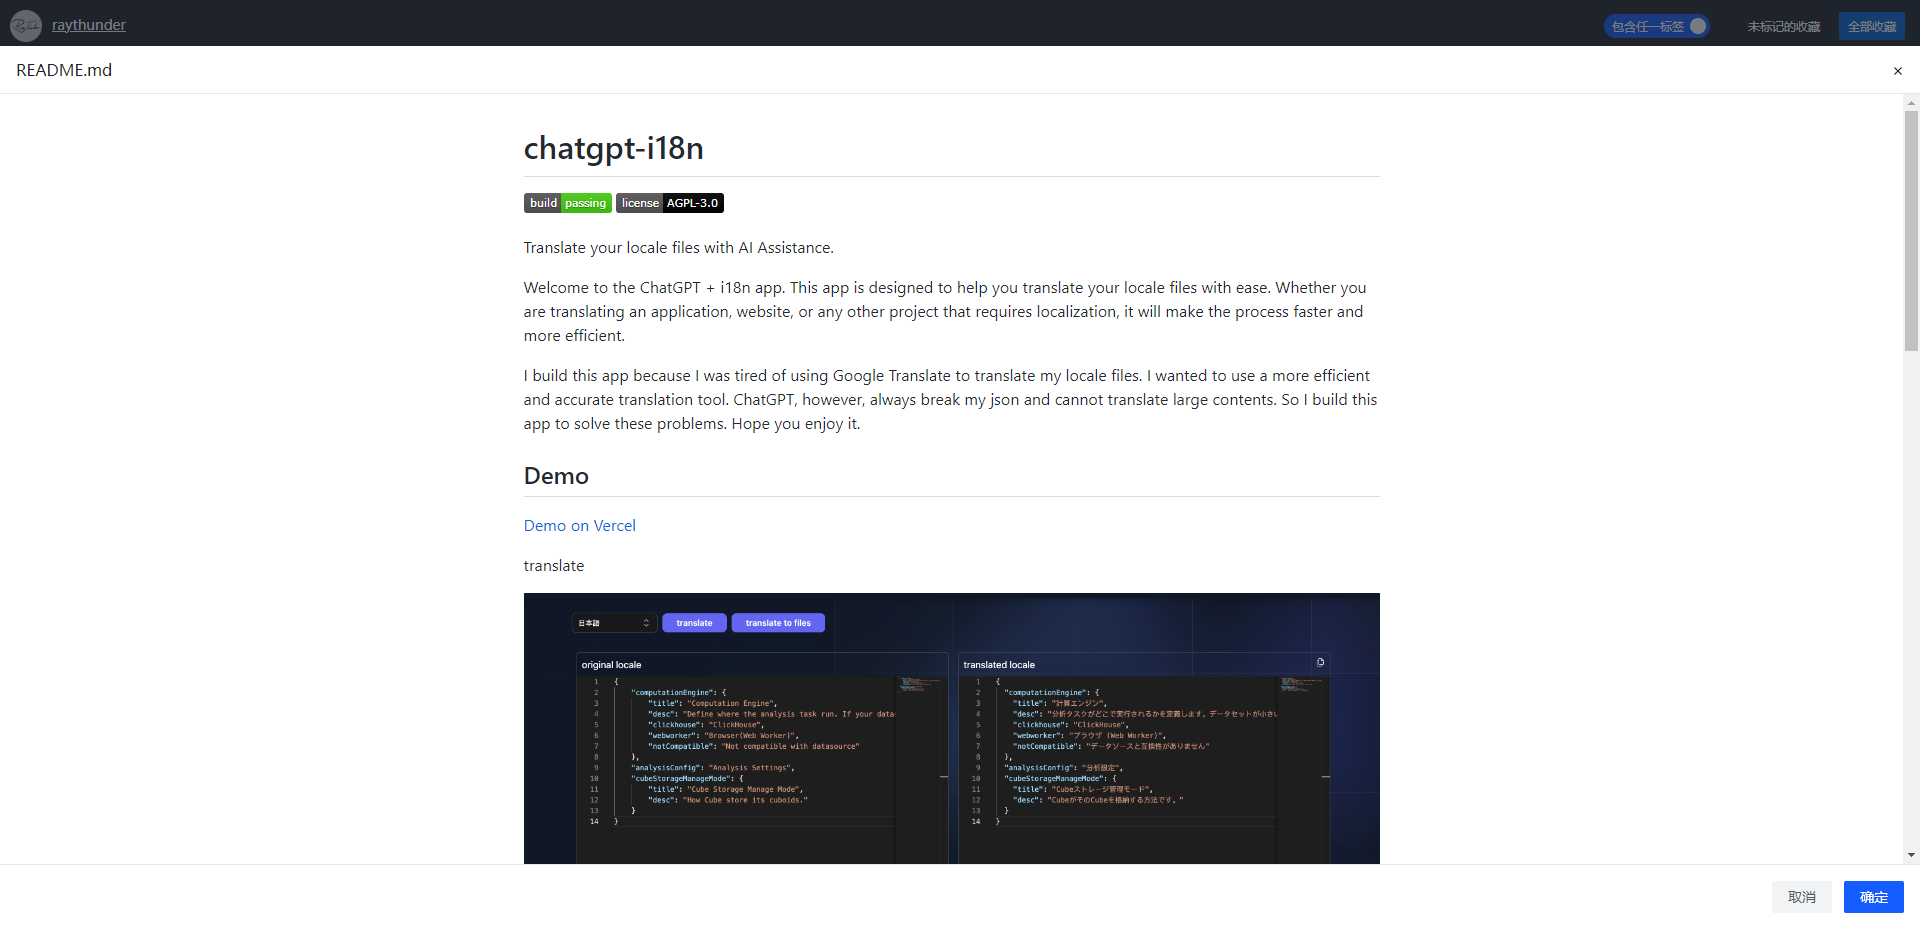 raythunder
包含任一标签
未标记的收藏
全部收藏
README.md
chatgpt-i18n
build passing license AGPL-3.0
Translate your locale files with AI Assistance.
Welcome to the ChatGPT + i18n app. This app is designed to help you translate your locale files with ease. Whether you
are translating an application, website, or any other project that requires localization, it will make the process faster and
more efficient.
I build this app because I was tired of using Google Translate to translate my locale files. I wanted to use a more efficient
and accurate translation tool. ChatGPT, however, always break my json and cannot translate large contents. So I build this
app to solve these problems. Hope you enjoy it.
Demo
Demo on Vercel
translate
日本語
translate
translate to files
original locale
1 {
2 "computationEngine": {
3 "title": "Computation Engine",
4 "desc": "Define where the analysis task run. If your data
5 "clickhouse": "ClickHouse",
6 "webworker": "Browser(Web Worker)",
7 "notCompatible": "Not compatible with datasource"
8 },
9 "analysisConfig": "Analysis Settings",
10 "cubeStorageManageMode": {
11 "title": "Cube Storage Manage Mode",
12 "desc": "How Cube store its cuboids."
13 }
14 }
translated locale
1 {
2 "computationEngine": {
3 "title": "計算エンジン",
4 "desc": "分析タスクがどこで実行されるかを定義します。データセットが小さい
5 "clickhouse": "ClickHouse",
6 "webworker": "ブラウザ (Web Worker)",
7 "notCompatible": "データソースと互換性がありません"
8 },
9 "analysisConfig": "分析設定",
10 "cubeStorageManageMode": {
11 "title": "Cubeストレージ管理モード",
12 "desc": "CubeがそのCubeを格納する方法です。"
13 }
14 }
取消
确定